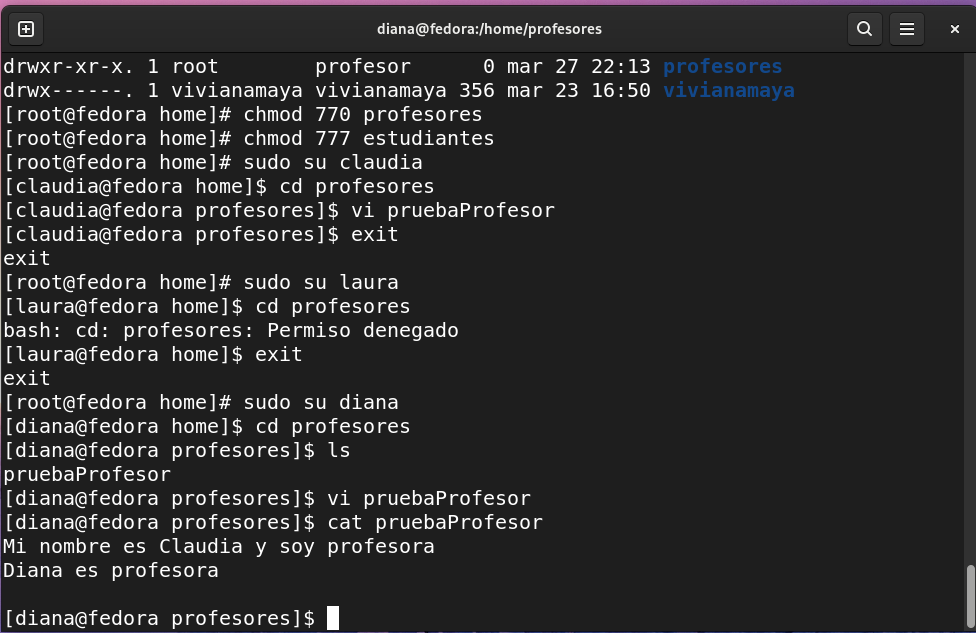 diana@fedora:/home/profesores
drwxr-xr-x. 1 root        profesor      0 mar 27 22:13 profesores
drwx------. 1 vivianamaya vivianamaya 356 mar 23 16:50 vivianamaya
[root@fedora home]# chmod 770 profesores
[root@fedora home]# chmod 777 estudiantes
[root@fedora home]# sudo su claudia
[claudia@fedora home]$ cd profesores
[claudia@fedora profesores]$ vi pruebaProfesor
[claudia@fedora profesores]$ exit
exit
[root@fedora home]# sudo su laura
[laura@fedora home]$ cd profesores
bash: cd: profesores: Permiso denegado
[laura@fedora home]$ exit
exit
[root@fedora home]# sudo su diana
[diana@fedora home]$ cd profesores
[diana@fedora profesores]$ ls
pruebaProfesor
[diana@fedora profesores]$ vi pruebaProfesor
[diana@fedora profesores]$ cat pruebaProfesor
Mi nombre es Claudia y soy profesora
Diana es profesora
[diana@fedora profesores]$